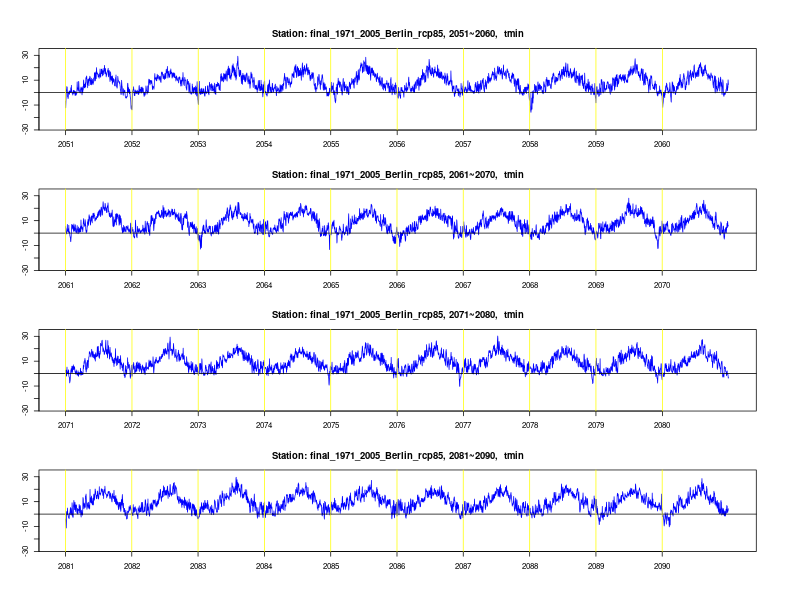 Station: final_1971_2005_Berlin_rcp85, 2051~2060, tmin
30
10
-10
-30
2051 2052 2053 2054 2055 2056 2057 2058 2059 2060
Station: final_1971_2005_Berlin_rcp85, 2061~2070, tmin
30
10
-10
-30
2061 2062 2063 2064 2065 2066 2067 2068 2069 2070
Station: final_1971_2005_Berlin_rcp85, 2071~2080, tmin
30
10
-10
-30
2071 2072 2073 2074 2075 2076 2077 2078 2079 2080
Station: final_1971_2005_Berlin_rcp85, 2081~2090, tmin
30
10
-10
-30
2081 2082 2083 2084 2085 2086 2087 2088 2089 2090